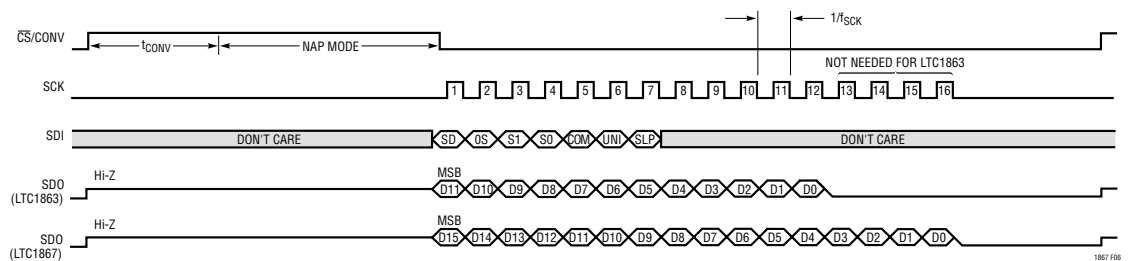 1/fSCK
CS/CONV
tCONV
NAP MODE
NOT NEEDED FOR LTC1863
SCK
1 2 3 4 5 6 7 8 9 10 11 12 13 14 15 16
SDI
DON'T CARE
SD 0S S1 S0 COM UNI SLP
DON'T CARE
SDO
(LTC1863)
Hi-Z
MSB
D11 D10 D9 D8 D7 D6 D5 D4 D3 D2 D1 D0
SDO
(LTC1867)
Hi-Z
MSB
D15 D14 D13 D12 D11 D10 D9 D8 D7 D6 D5 D4 D3 D2 D1 D0
1867 F06